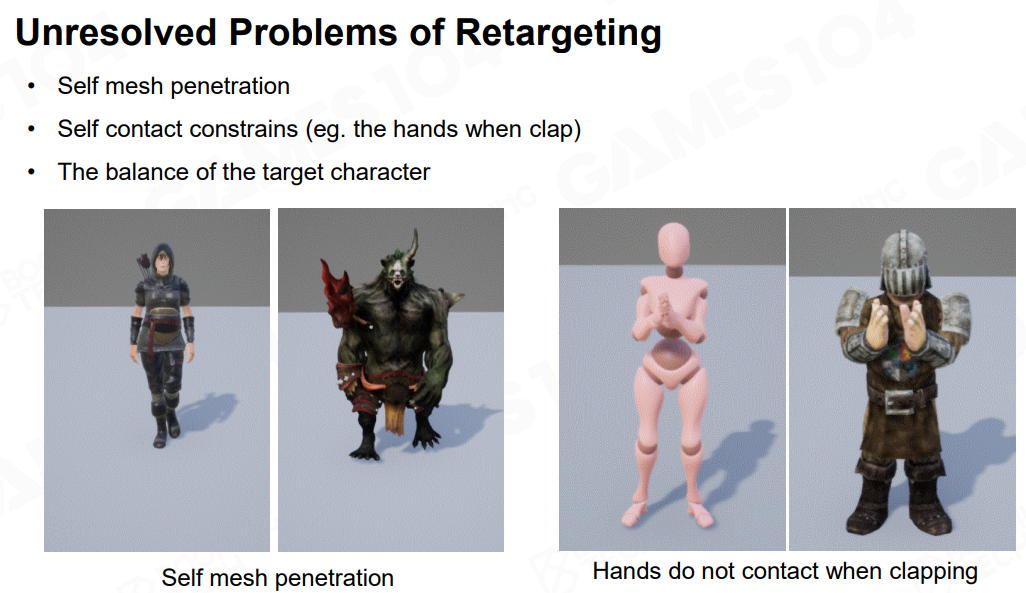 Unresolved Problems of Retargeting
• Self mesh penetration
• Self contact constrains (eg. the hands when clap)
• The balance of the target character
Self mesh penetration
Hands do not contact when clapping
GAMES104
GAMES104